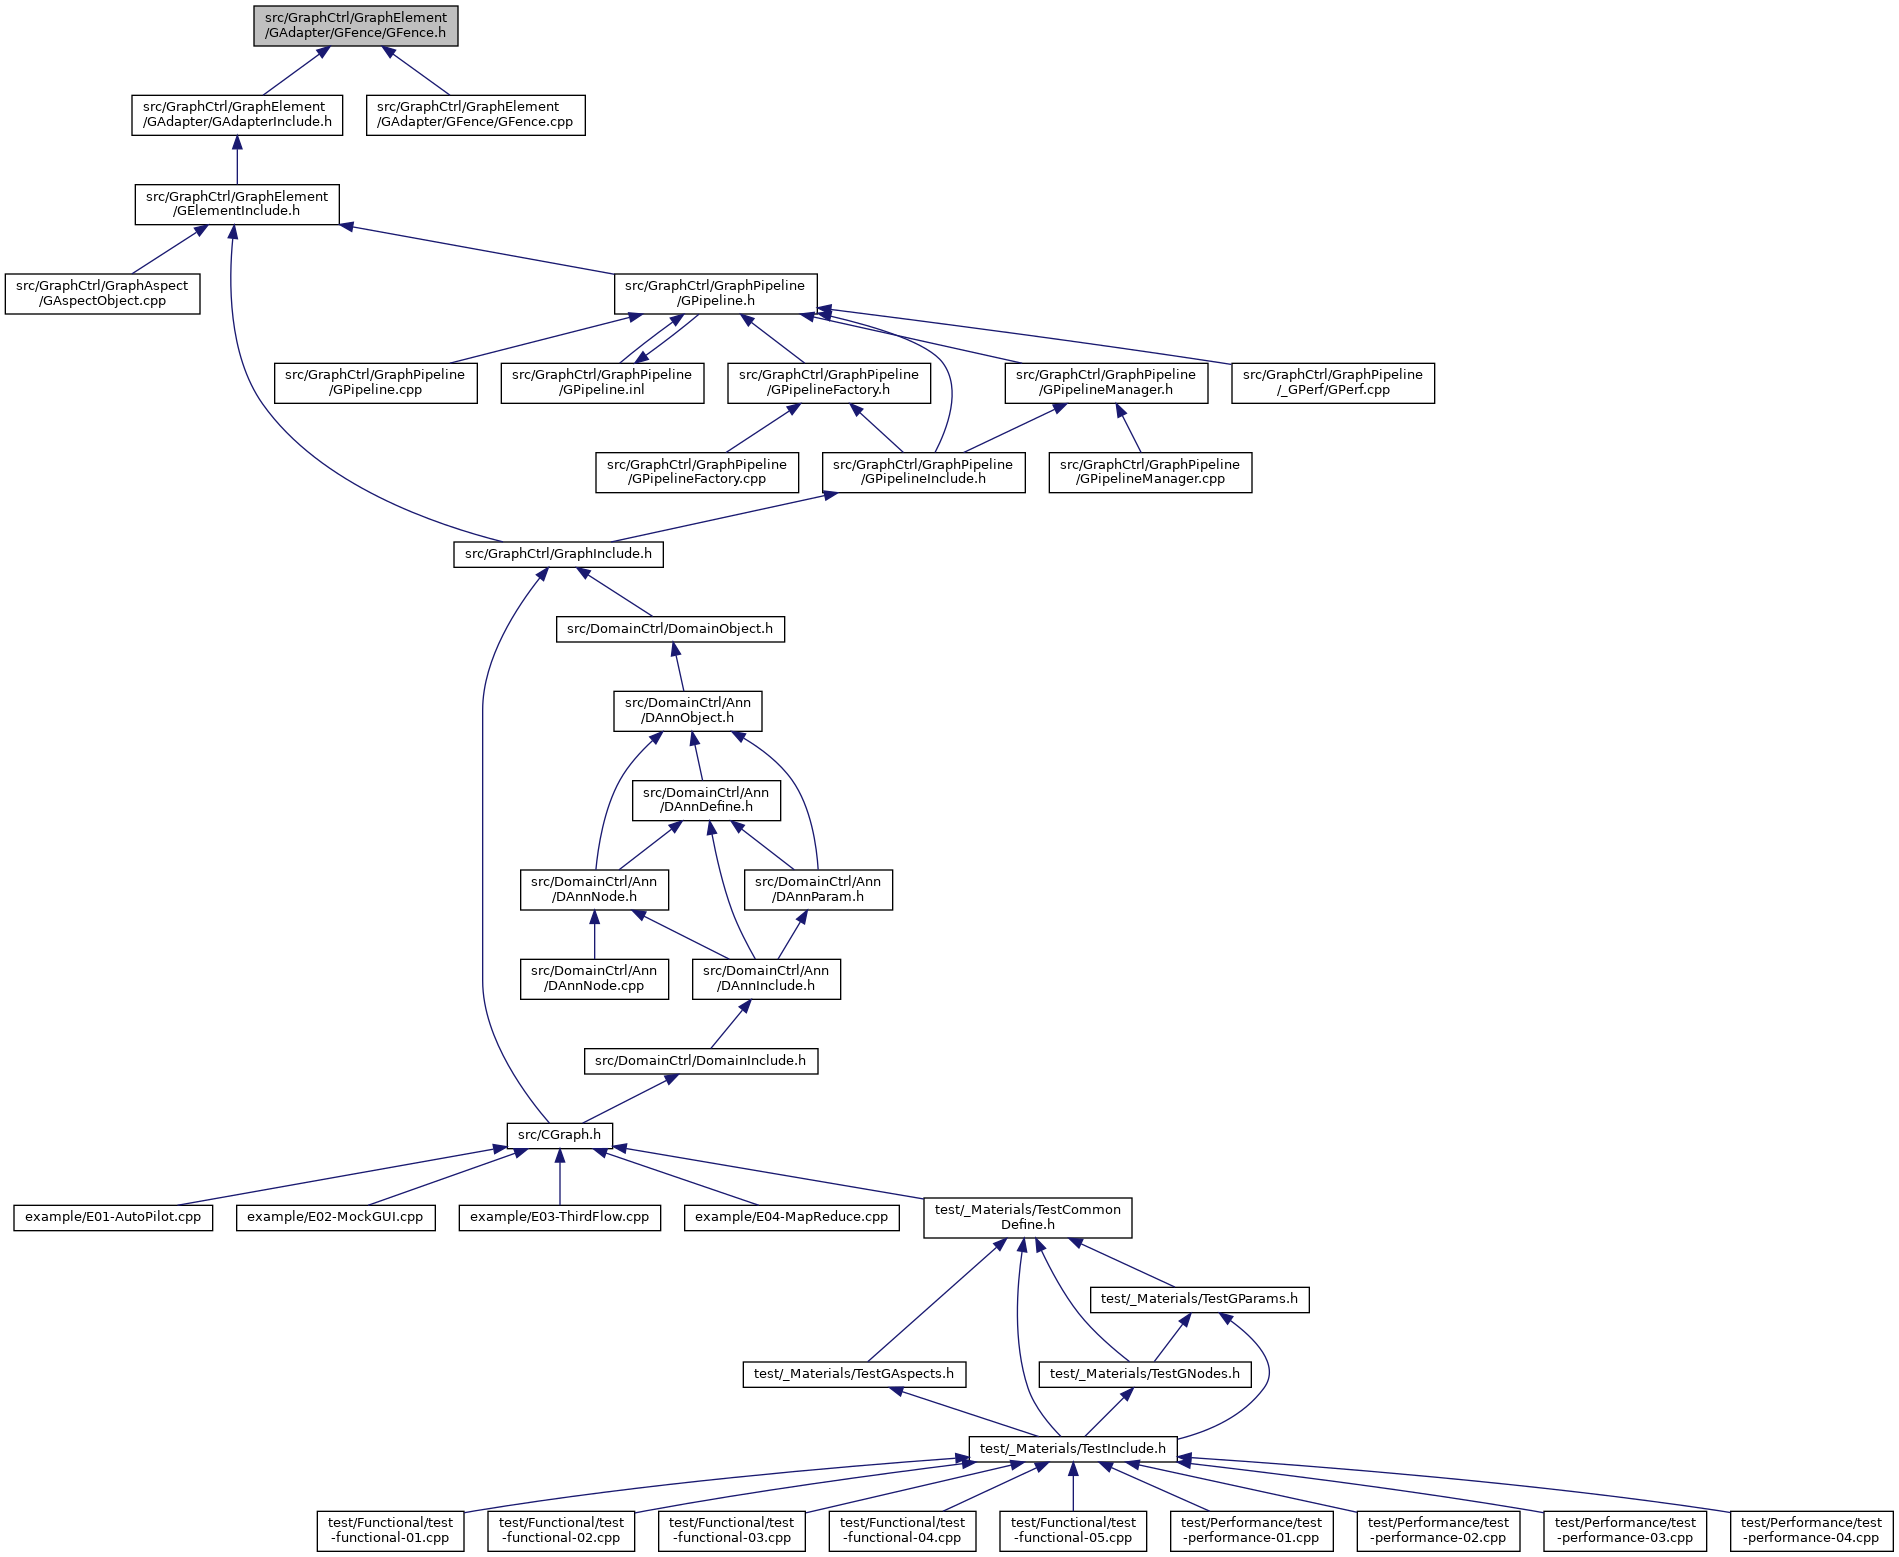 src/GraphCtrl/GraphElement
/GAdapter/GFence/GFence.h
src/GraphCtrl/GraphElement
/GAdapter/GAdapterInclude.h
src/GraphCtrl/GraphElement
/GAdapter/GFence/GFence.cpp
src/GraphCtrl/GraphElement
/GElementInclude.h
src/GraphCtrl/GraphAspect
/GAspectObject.cpp
src/GraphCtrl/GraphPipeline
/GPipeline.h
src/GraphCtrl/GraphPipeline
/GPipeline.cpp
src/GraphCtrl/GraphPipeline
/GPipeline.inl
src/GraphCtrl/GraphPipeline
/GPipelineFactory.h
src/GraphCtrl/GraphPipeline
/GPipelineManager.h
src/GraphCtrl/GraphPipeline
/_GPerf/GPerf.cpp
src/GraphCtrl/GraphPipeline
/GPipelineFactory.cpp
src/GraphCtrl/GraphPipeline
/GPipelineInclude.h
src/GraphCtrl/GraphPipeline
/GPipelineManager.cpp
src/GraphCtrl/GraphInclude.h
src/DomainCtrl/DomainObject.h
src/DomainCtrl/Ann
/DAnnObject.h
src/DomainCtrl/Ann
/DAnnDefine.h
src/DomainCtrl/Ann
/DAnnNode.h
src/DomainCtrl/Ann
/DAnnParam.h
src/DomainCtrl/Ann
/DAnnNode.cpp
src/DomainCtrl/Ann
/DAnnInclude.h
src/DomainCtrl/DomainInclude.h
src/CGraph.h
example/E01-AutoPilot.cpp
example/E02-MockGUI.cpp
example/E03-ThirdFlow.cpp
example/E04-MapReduce.cpp
test/_Materials/TestCommon
Define.h
test/_Materials/TestGParams.h
test/_Materials/TestGAspects.h
test/_Materials/TestGNodes.h
test/_Materials/TestInclude.h
test/Functional/test
-functional-01.cpp
test/Functional/test
-functional-02.cpp
test/Functional/test
-functional-03.cpp
test/Functional/test
-functional-04.cpp
test/Functional/test
-functional-05.cpp
test/Performance/test
-performance-01.cpp
test/Performance/test
-performance-02.cpp
test/Performance/test
-performance-03.cpp
test/Performance/test
-performance-04.cpp